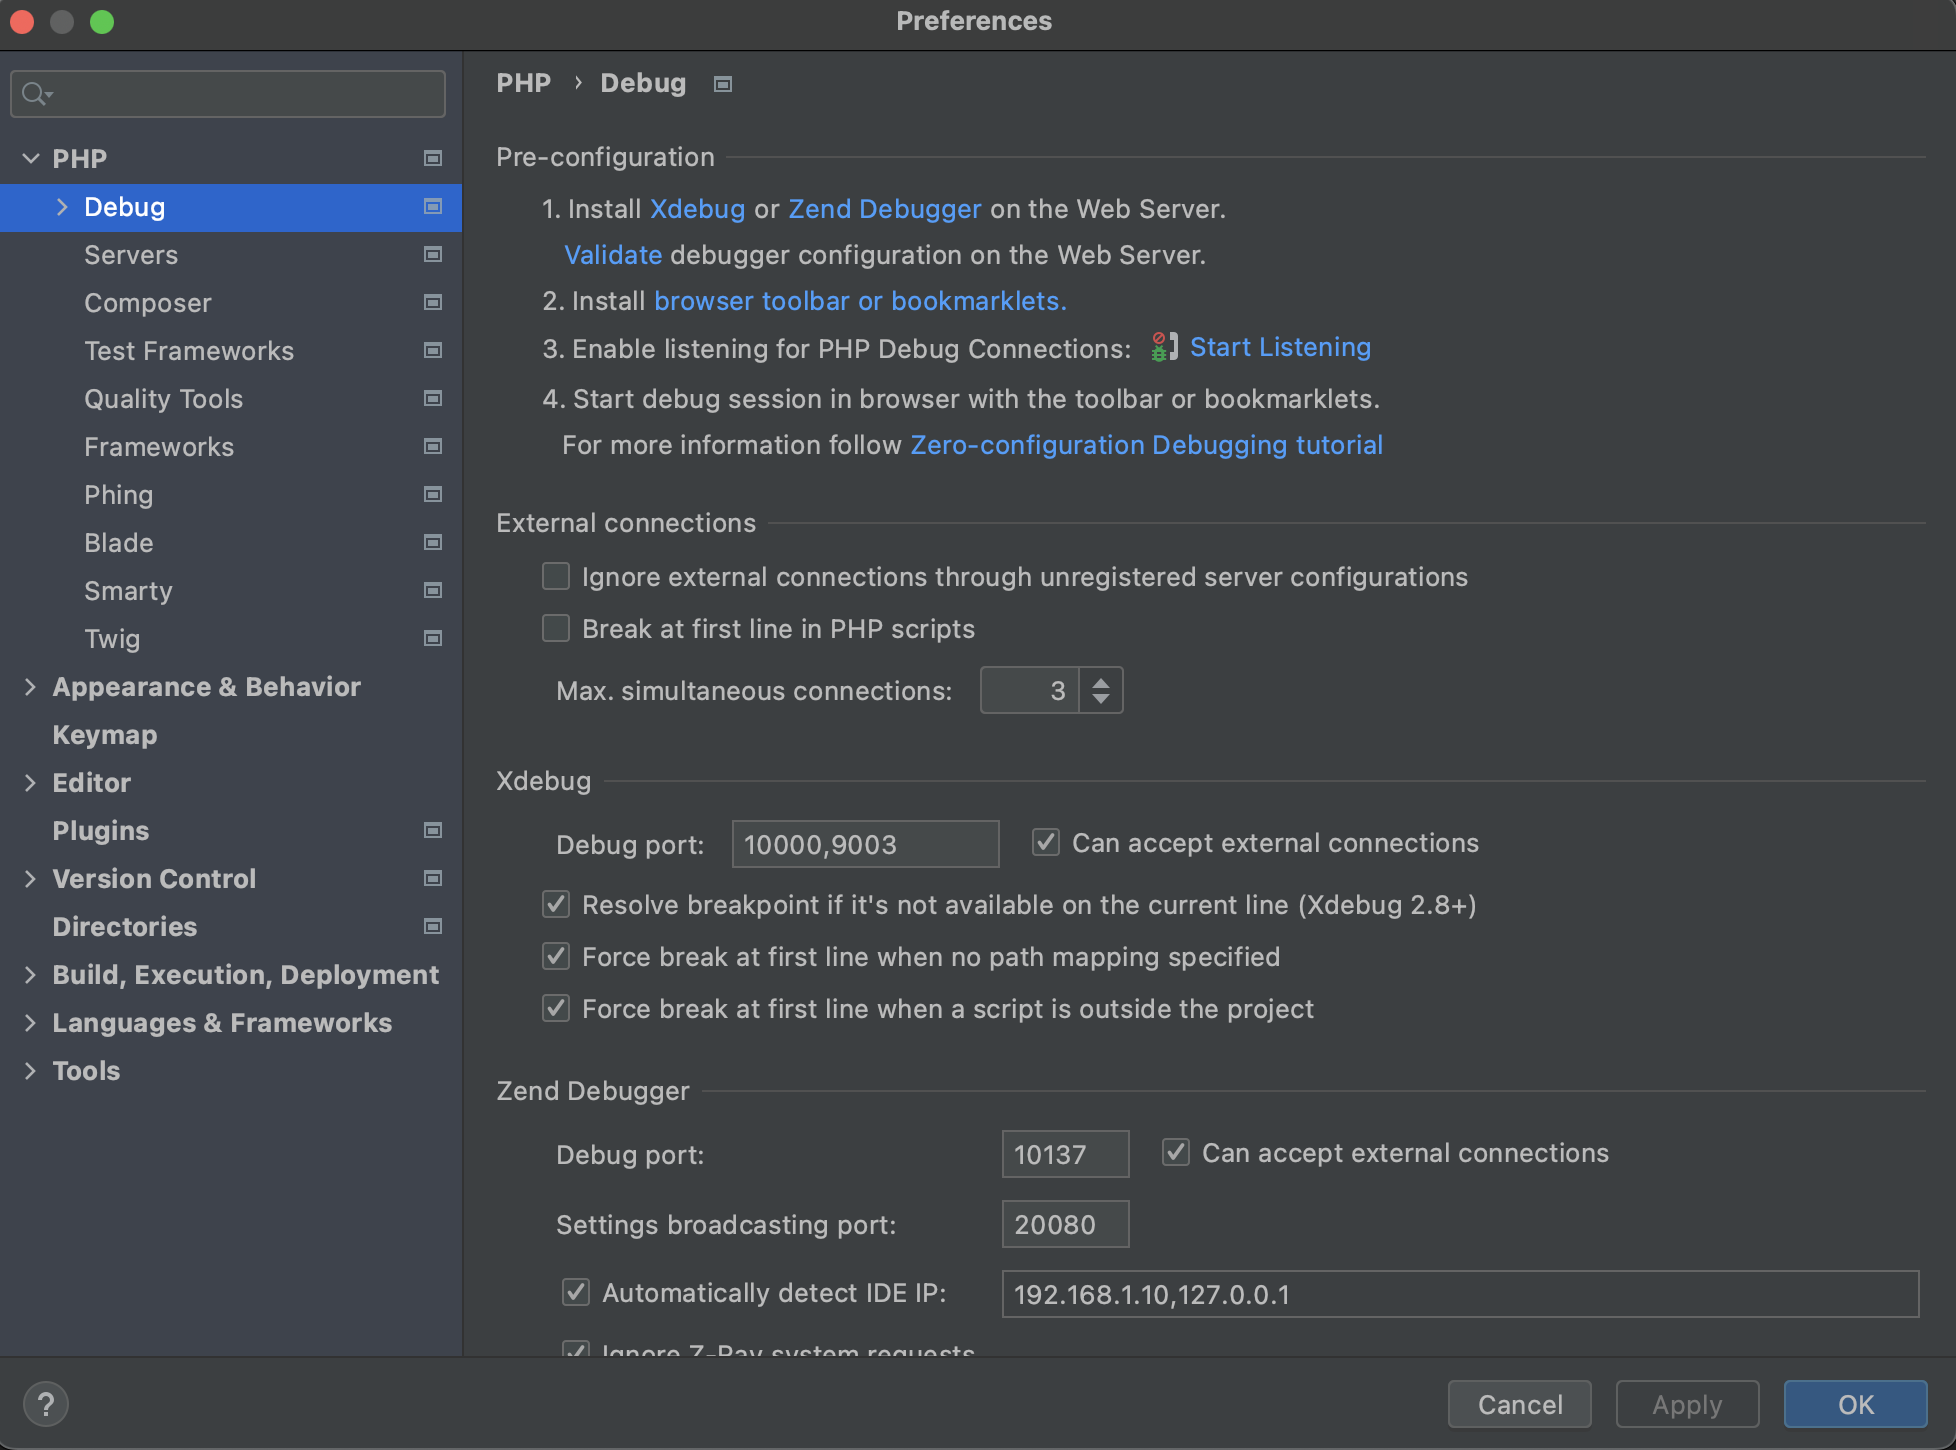 Preferences
PHP
Debug
Servers
Composer
Test Frameworks
Quality Tools
Frameworks
Phing
Blade
Smarty
Twig
Appearance & Behavior
Keymap
Editor
Plugins
Version Control
Directories
Build, Execution, Deployment
Languages & Frameworks
Tools
PHP › Debug
Pre-configuration
1. Install Xdebug or Zend Debugger on the Web Server.
Validate debugger configuration on the Web Server.
2. Install browser toolbar or bookmarklets.
3. Enable listening for PHP Debug Connections: Start Listening
4. Start debug session in browser with the toolbar or bookmarklets.
For more information follow Zero-configuration Debugging tutorial
External connections
Ignore external connections through unregistered server configurations
Break at first line in PHP scripts
Max. simultaneous connections: 3
Xdebug
Debug port: 10000,9003 Can accept external connections
Resolve breakpoint if it's not available on the current line (Xdebug 2.8+)
Force break at first line when no path mapping specified
Force break at first line when a script is outside the project
Zend Debugger
Debug port: 10137 Can accept external connections
Settings broadcasting port: 20080
Automatically detect IDE IP: 192.168.1.10,127.0.0.1
Ignore Z-Ray system requests
? Cancel Apply OK